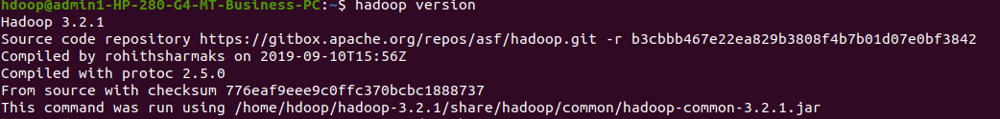 hdoop@admin1-HP-280-G4-MT-Business-PC:~$ hadoop version
Hadoop 3.2.1
Source code repository https://gitbox.apache.org/repos/asf/hadoop.git -r b3cbbb467e22ea829b3808f4b7b01d07e0bf3842
Compiled by rohithsharmaks on 2019-09-10T15:56Z
Compiled with protoc 2.5.0
From source with checksum 776eaf9eee9c0ffc370bcbc1888737
This command was run using /home/hdoop/hadoop-3.2.1/share/hadoop/common/hadoop-common-3.2.1.jar